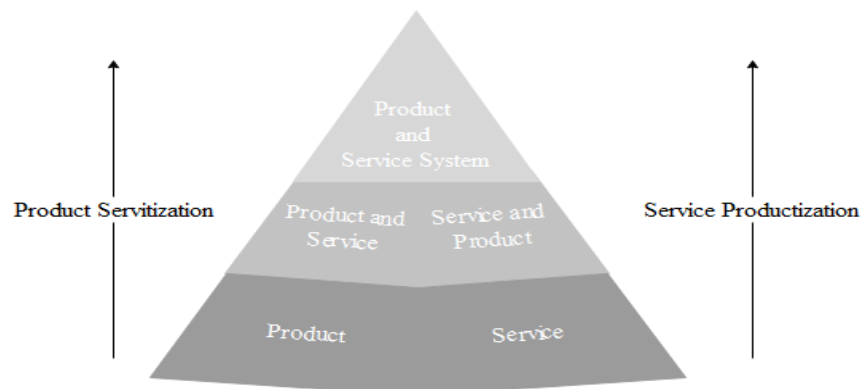 Product
and
Service System
Product Servitization
Product and
Service
Service and
Product
Service Productization
Product
Service